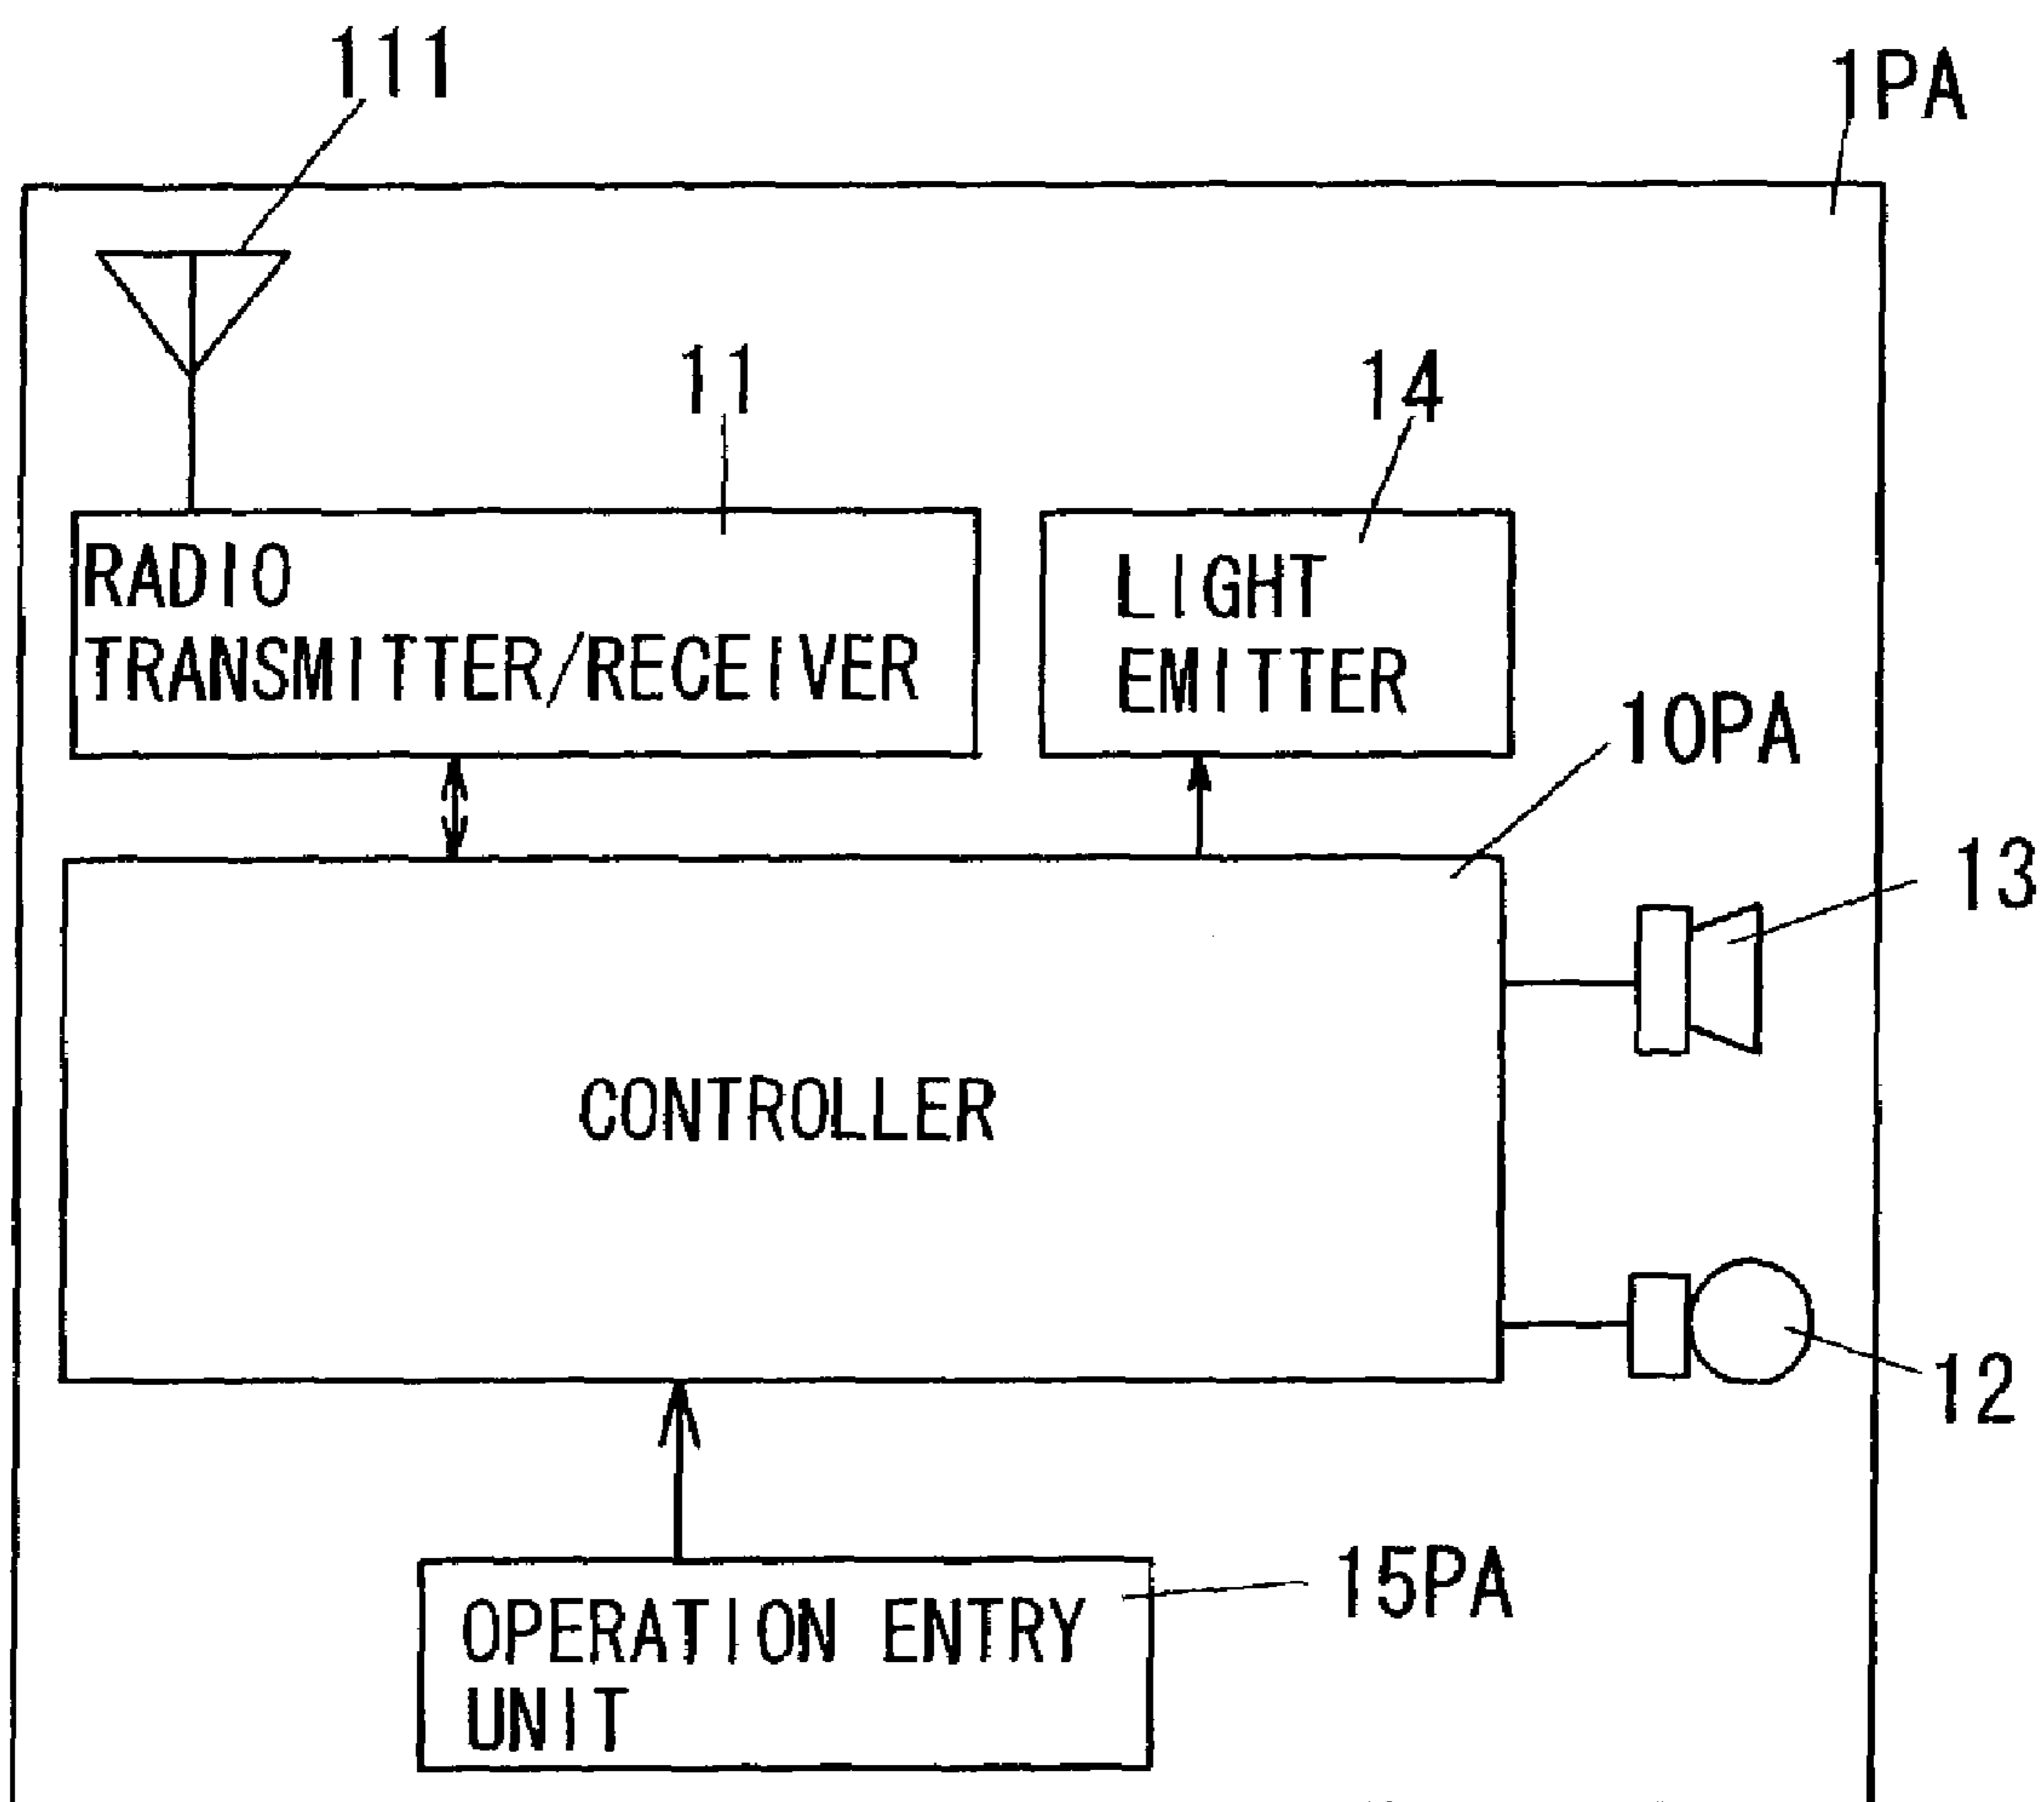 111
1PA
11
14
RADIO
TRANSMITTER/RECEIVER
LIGHT
EMITTER
10PA
13
CONTROLLER
12
15PA
OPERATION ENTRY
UNIT